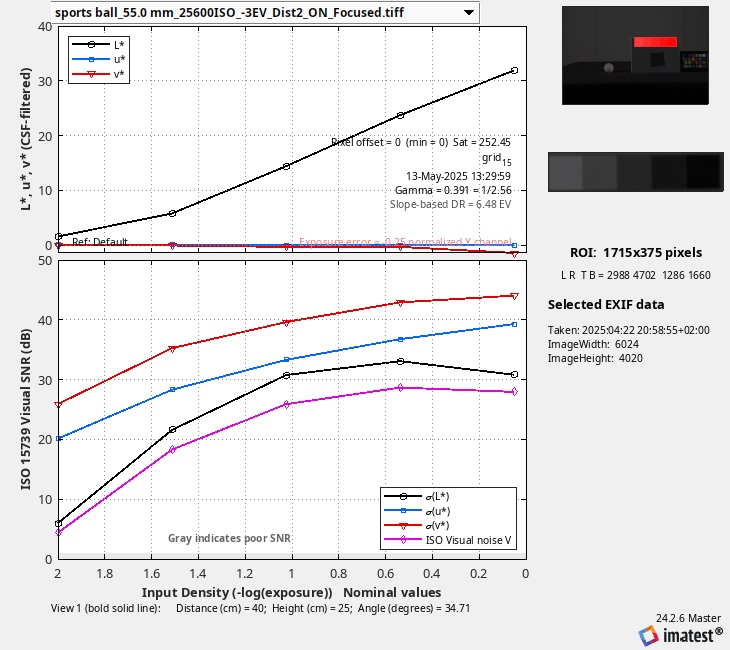 sports ball_55.0 mm_25600ISO_-3EV_Dist2_ON_Focused.tiff
40
30
20
10
0
L*, u*, v* (CSF-filtered)
L*
u*
v*
Pixel offset = 0 (min = 0) Sat = 252.45
grid15
13-May-2025 13:29:59
Gamma = 0.391 = 1/2.56
Slope-based DR = 6.48 EV
Ref: Default
Exposure error = -0.25 normalized Y channel
ROI: 1715x375 pixels
L R T B = 2988 4702 1286 1660
Selected EXIF data
Taken: 2025:04:22 20:58:55+02:00
ImageWidth: 6024
ImageHeight: 4020
50
40
30
20
10
0
ISO 15739 Visual SNR (dB)
σ(L*)
σ(u*)
σ(v*)
ISO Visual noise V
Gray indicates poor SNR
2 1.8 1.6 1.4 1.2 1 0.8 0.6 0.4 0.2 0
Input Density (-log(exposure)) Nominal values
View 1 (bold solid line): Distance (cm) = 40; Height (cm) = 25; Angle (degrees) = 34.71
24.2.6 Master
imatest®